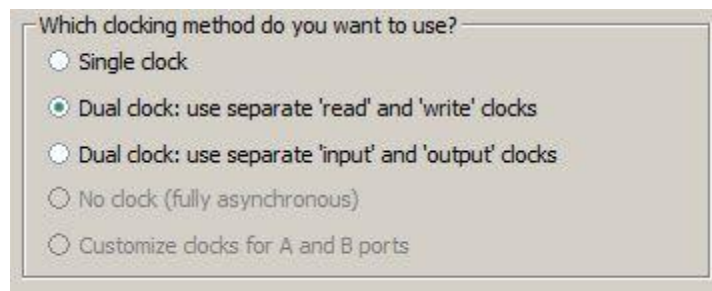 Which clocking method do you want to use?
Single clock
Dual clock: use separate 'read' and 'write' clocks
Dual clock: use separate 'input' and 'output' clocks
No clock (fully asynchronous)
Customize clocks for A and B ports